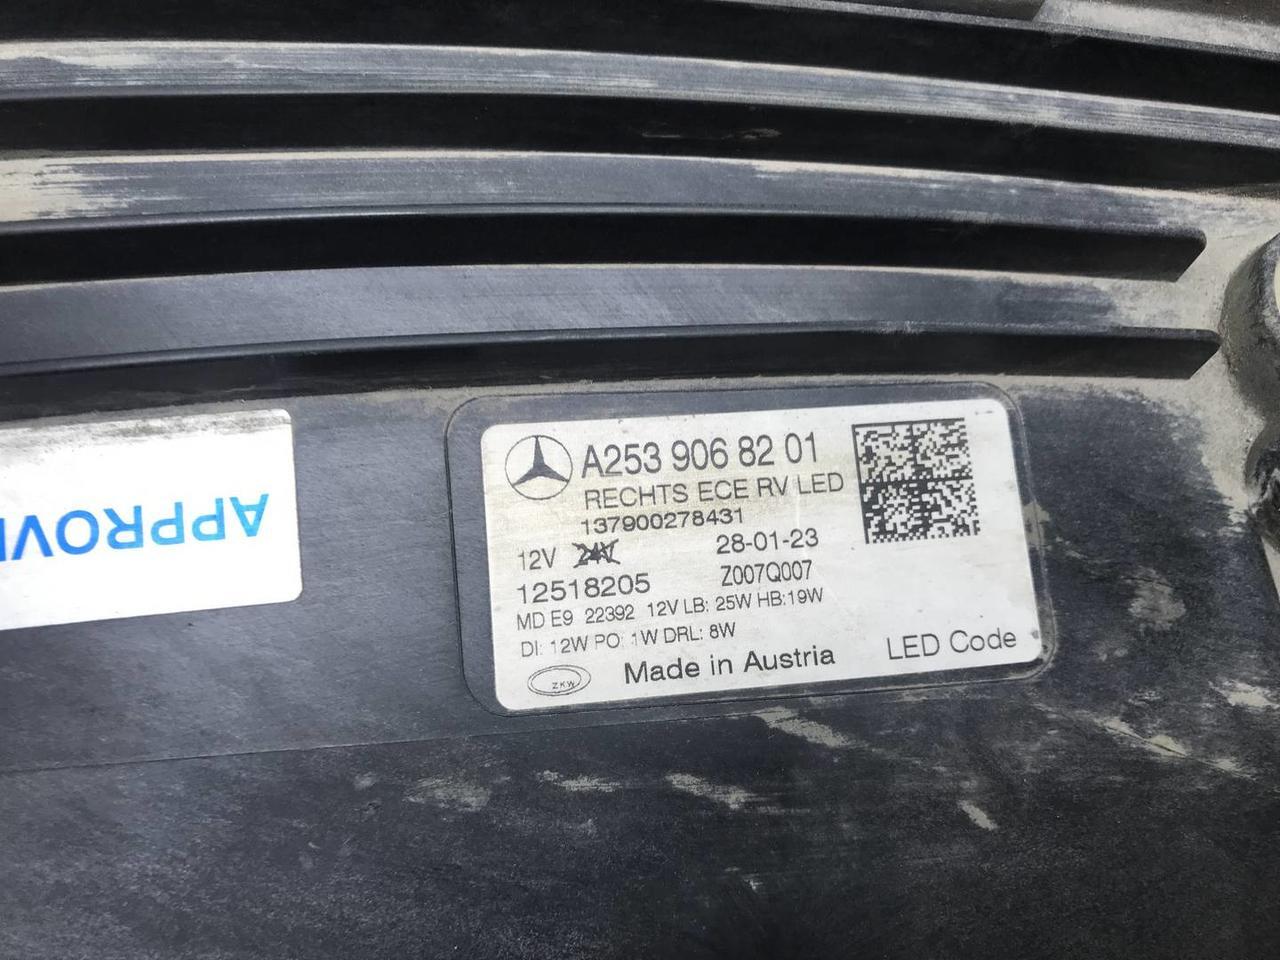 A253 906 82 01
RECHTS ECE RV LED
137900278431
12V 24V 28-01-23
12518205 Z007Q007
MD E9 22392 12V LB: 25W HB:19W
DI: 12W PO: 1W DRL: 8W
ZKW Made in Austria LED Code
APPROV